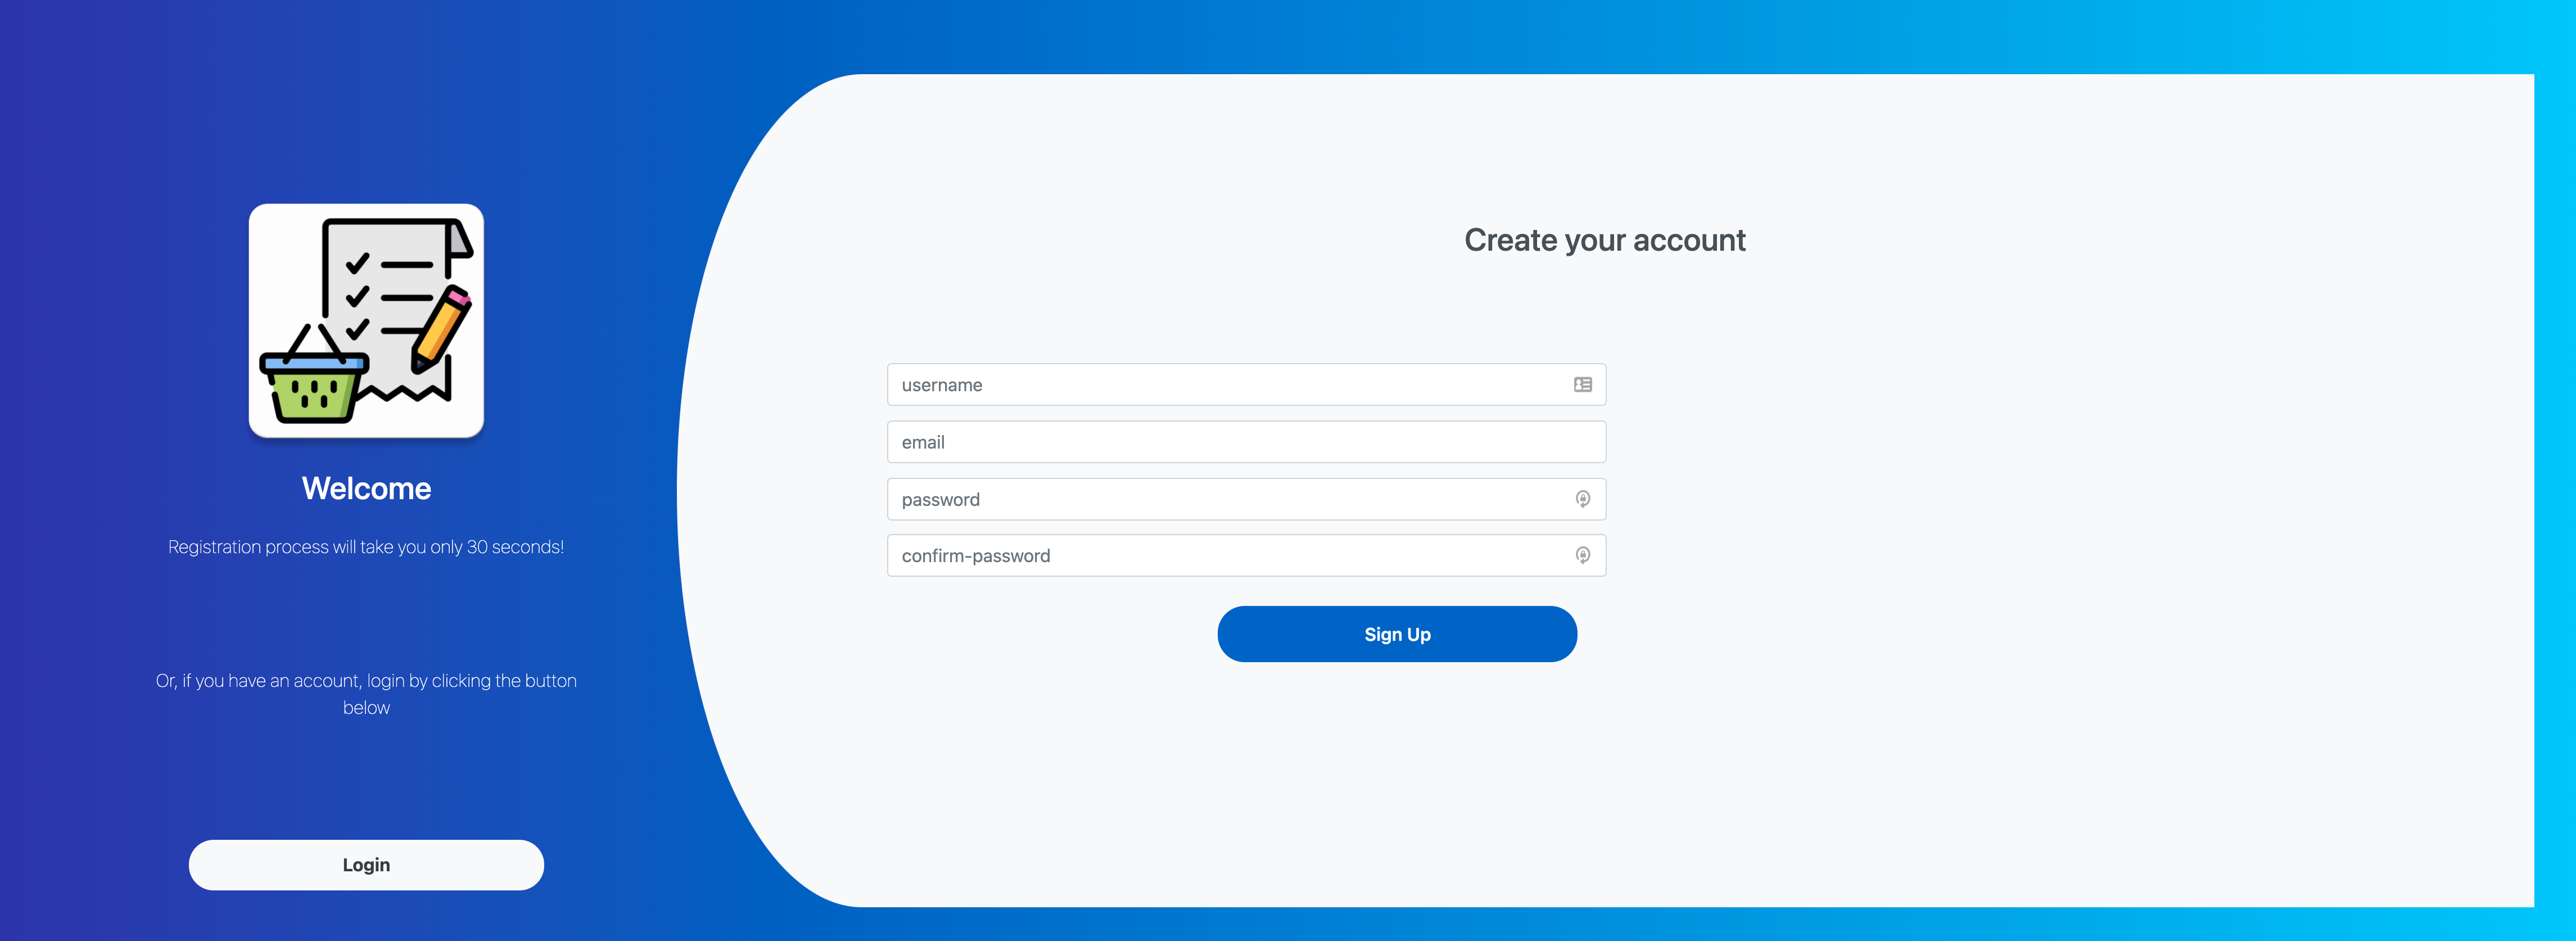 Welcome
Registration process will take you only 30 seconds!
Or, if you have an account, login by clicking the button
below
Login
Create your account
username
email
password
confirm-password
Sign Up